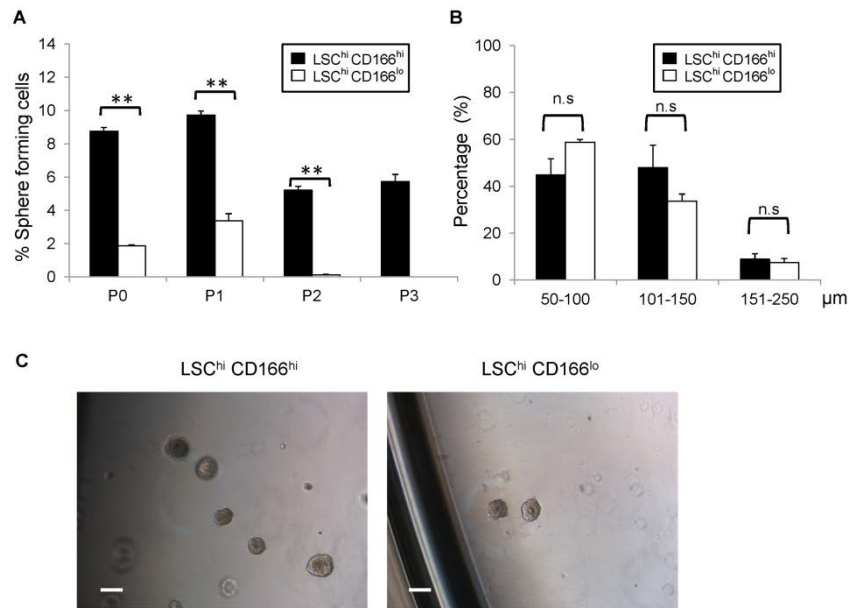 A
LSChi CD166hi
LSChi CD166lo
% Sphere forming cells
14
12
10
8
6
4
2
0
**
**
**
P0 P1 P2 P3
B
LSChi CD166hi
LSChi CD166lo
Percentage (%)
100
80
60
40
20
0
n.s
n.s
n.s
50-100 101-150 151-250 µm
C
LSChi CD166hi LSChi CD166lo